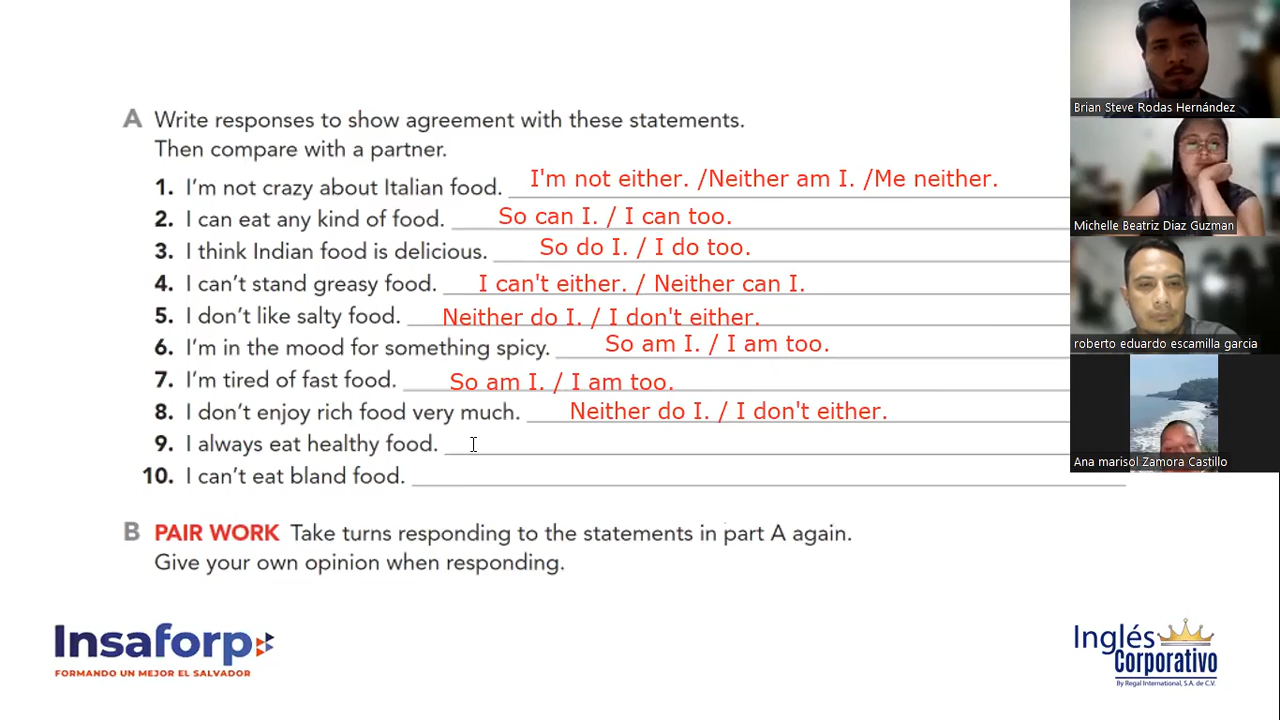 A Write responses to show agreement with these statements.
Then compare with a partner.
1. I'm not crazy about Italian food. I'm not either. /Neither am I. /Me neither.
2. I can eat any kind of food. So can I. / I can too.
3. I think Indian food is delicious. So do I. / I do too.
4. I can't stand greasy food. I can't either. / Neither can I.
5. I don't like salty food. Neither do I. / I don't either.
6. I'm in the mood for something spicy. So am I. / I am too.
7. I'm tired of fast food. So am I. / I am too.
8. I don't enjoy rich food very much. Neither do I. / I don't either.
9. I always eat healthy food.
10. I can't eat bland food.
B PAIR WORK Take turns responding to the statements in part A again.
Give your own opinion when responding.
Insaforp
FORMANDO UN MEJOR EL SALVADOR
Inglés
Corporativo
By Regal International, S.A. de C.V.
Brian Steve Rodas Hernández
Michelle Beatriz Diaz Guzman
roberto eduardo escamilla garcia
Ana marisol Zamora Castillo